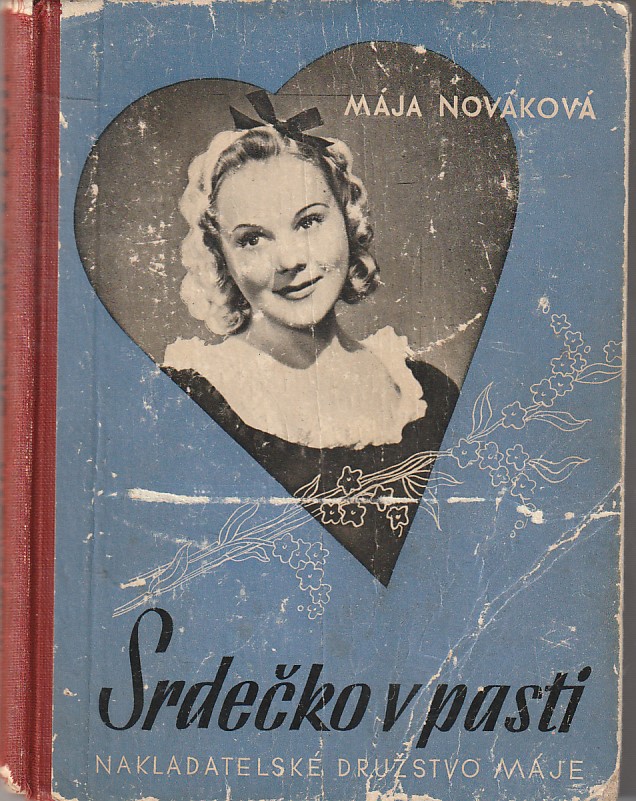 MÁJA NOVÁKOVÁ
Srdečko v pasti
NAKLADATELSKÉ DRUŽSTVO MÁJE